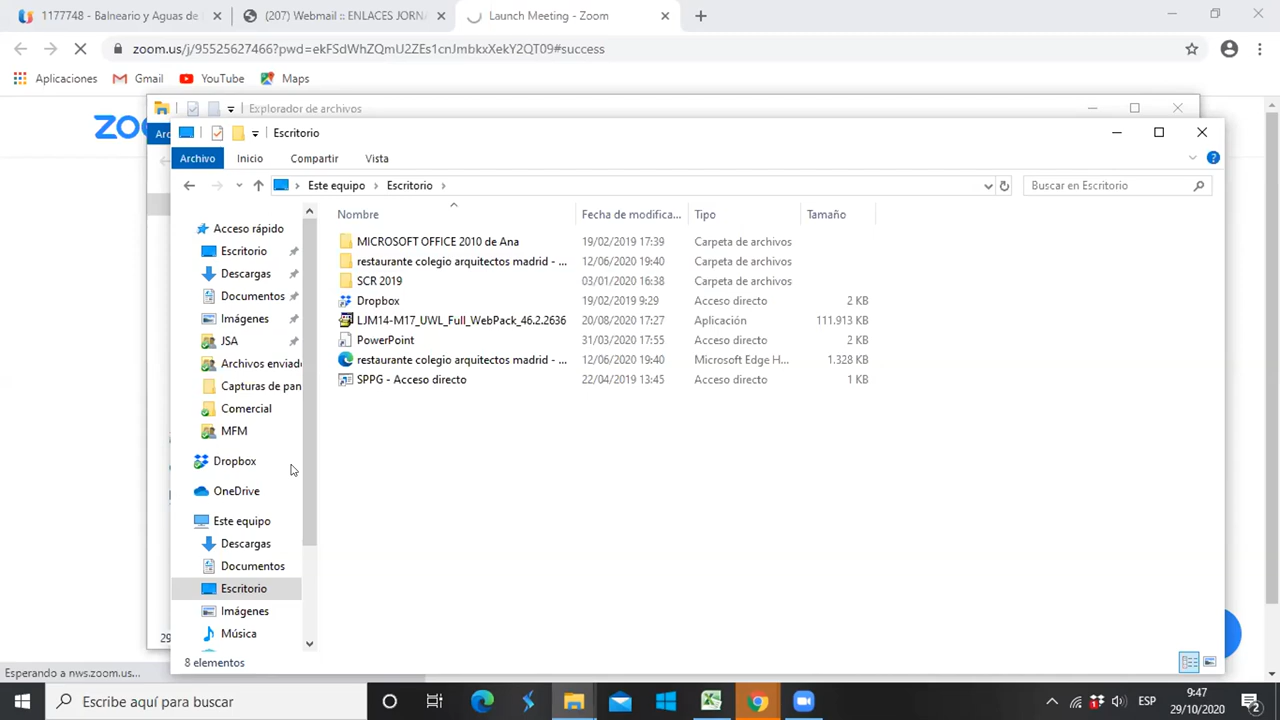 1177748 - Balneario y Aguas de
(207) Webmail :: ENLACES JORNA
Launch Meeting - Zoom
zoom.us/j/95525627466?pwd=ekFSdWhZQmU2ZEs1cnJmbkxXekY2QT09#success
Aplicaciones
Gmail
YouTube
Maps
Explorador de archivos
Escritorio
Archivo
Inicio
Compartir
Vista
Este equipo
Escritorio
Buscar en Escritorio
Nombre
Fecha de modifica...
Tipo
Tamaño
MICROSOFT OFFICE 2010 de Ana 19/02/2019 17:39 Carpeta de archivos
restaurante colegio arquitectos madrid - ... 12/06/2020 19:40 Carpeta de archivos
SCR 2019 03/01/2020 16:38 Carpeta de archivos
Dropbox 19/02/2019 9:29 Acceso directo 2 KB
LJM14-M17_UWL_Full_WebPack_46.2.2636 20/08/2020 17:27 Aplicación 111.913 KB
PowerPoint 31/03/2020 17:55 Acceso directo 2 KB
restaurante colegio arquitectos madrid - ... 12/06/2020 19:40 Microsoft Edge H... 1.328 KB
SPPG - Acceso directo 22/04/2019 13:45 Acceso directo 1 KB
Acceso rápido
Escritorio
Descargas
Documentos
Imágenes
JSA
Archivos enviad
Capturas de pan
Comercial
MFM
Dropbox
OneDrive
Este equipo
Descargas
Documentos
Escritorio
Imágenes
Música
8 elementos
Esperando a nws.zoom.us...
Escribe aquí para buscar
ESP
9:47
29/10/2020
2